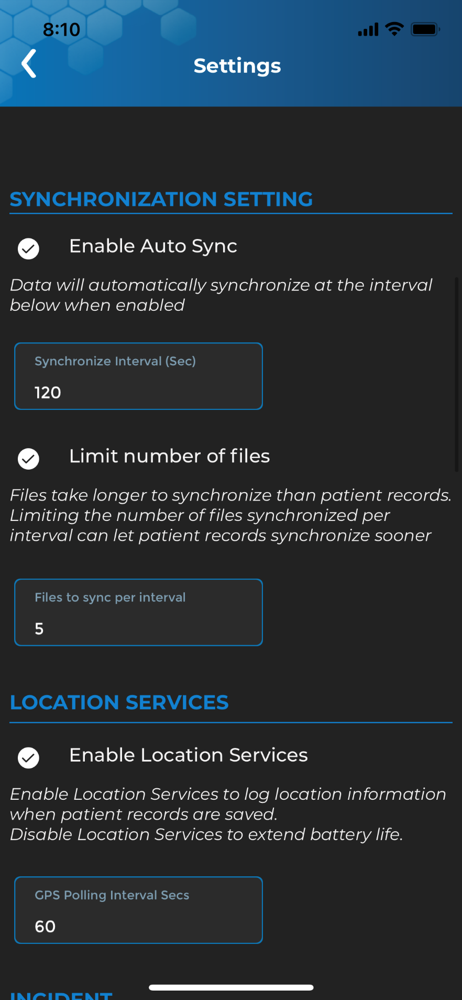 8:10
Settings
SYNCHRONIZATION SETTING
Enable Auto Sync
Data will automatically synchronize at the interval
below when enabled
Synchronize Interval (Sec)
120
Limit number of files
Files take longer to synchronize than patient records.
Limiting the number of files synchronized per
interval can let patient records synchronize sooner
Files to sync per interval
5
LOCATION SERVICES
Enable Location Services
Enable Location Services to log location information
when patient records are saved.
Disable Location Services to extend battery life.
GPS Polling Interval Secs
60
INCIDENT